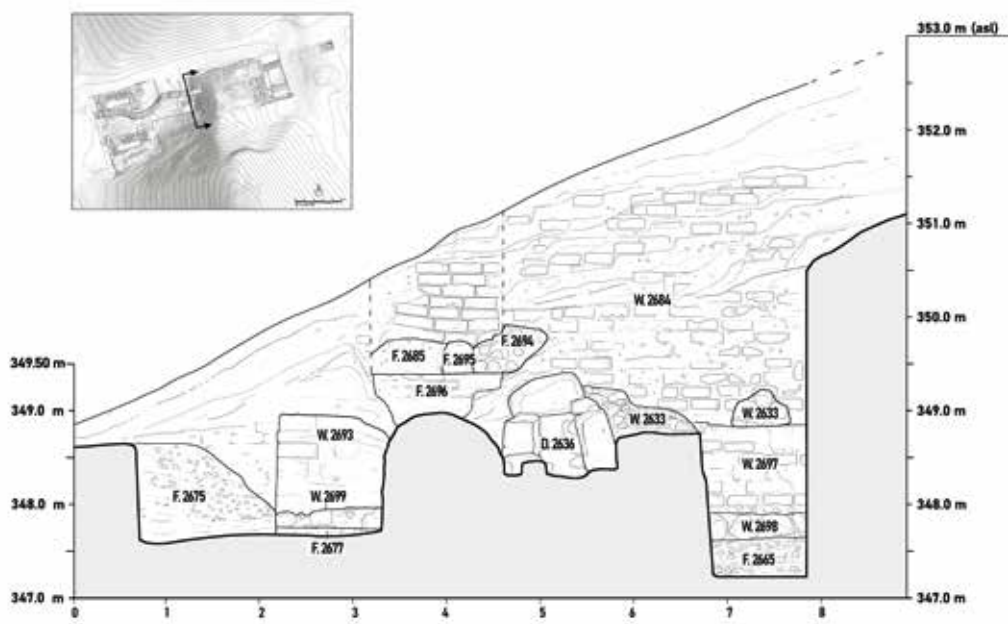 353.0 m (asl)
352.0 m
351.0 m
W. 2684
350.0 m
F. 2694
F. 2685
F. 2695
349.50 m
F. 2696
349.0 m
W. 2633
W. 2633
349.0 m
W. 2693
D. 2636
W. 2697
F. 2675
W. 2699
348.0 m
348.0 m
W. 2698
F. 2677
F. 2665
347.0 m
347.0 m
0 1 2 3 4 5 6 7 8